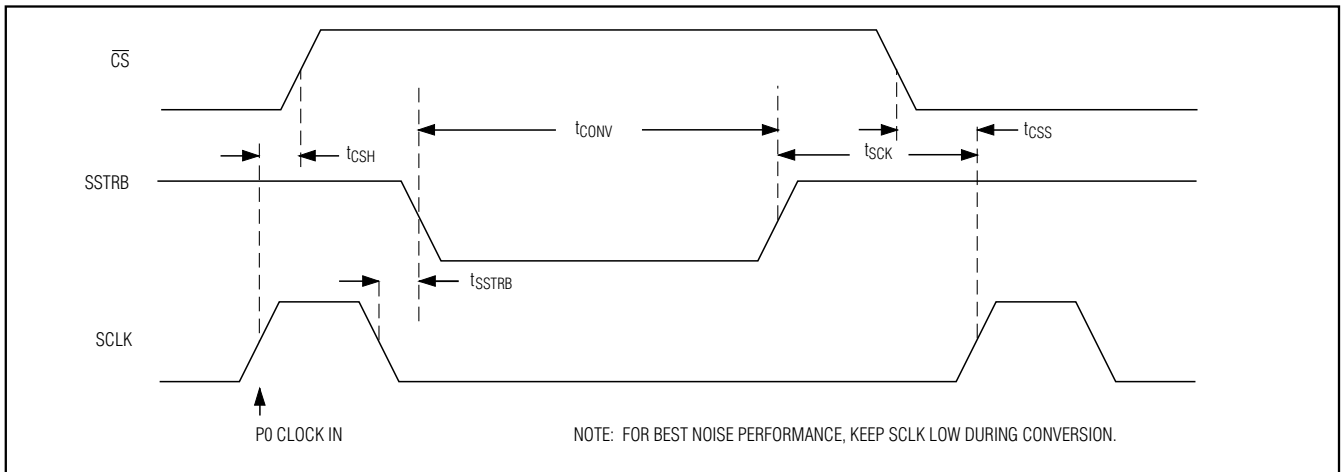 CS
tCONV
tCSS
tCSH
tSCK
SSTRB
tSSTRB
SCLK
P0 CLOCK IN
NOTE: FOR BEST NOISE PERFORMANCE, KEEP SCLK LOW DURING CONVERSION.